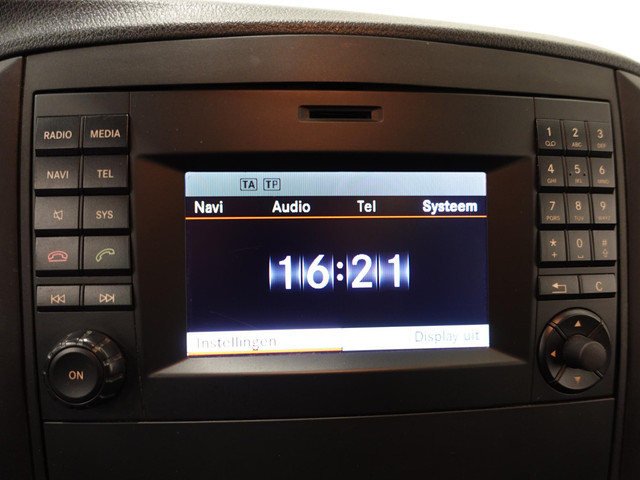 RADIO MEDIA
NAVI TEL
SYS
ON
TA TP
Navi Audio Tel Systeem
16:21
Instellingen Display uit
1 2 ABC 3 DEF
4 GHI 5 JKL 6 MNO
7 PQRS 8 TUV 9 WXYZ
* 0 #
C